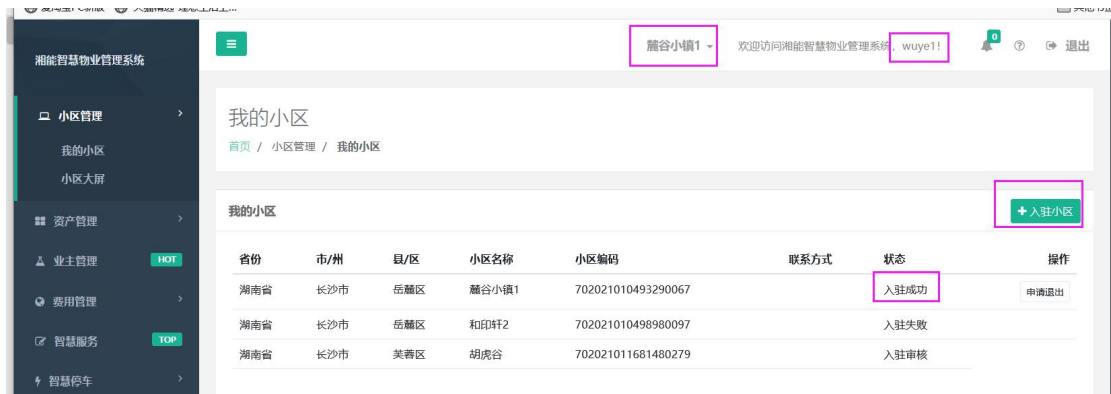 湘能智慧物业管理系统
麓谷小镇1
欢迎访问湘能智慧物业管理系统，wuye1!
0
退出
小区管理
我的小区
小区大屏
资产管理
业主管理 HOT
费用管理
智慧服务 TOP
智慧停车
我的小区
首页 / 小区管理 / 我的小区
我的小区
入驻小区
省份 市/州 县/区 小区名称 小区编码 联系方式 状态 操作
湖南省 长沙市 岳麓区 麓谷小镇1 702021010493290067 入驻成功 申请退出
湖南省 长沙市 岳麓区 和印轩2 702021010498980097 入驻失败
湖南省 长沙市 芙蓉区 胡虎谷 702021011681480279 入驻审核